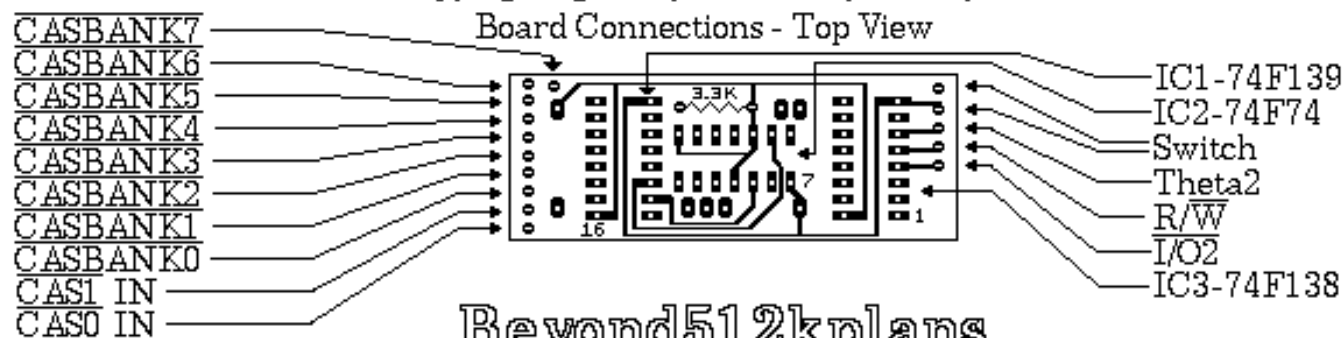 Board Connections - Top View
CASBANK7
CASBANK6
CASBANK5
CASBANK4
CASBANK3
CASBANK2
CASBANK1
CASBANK0
CAS1 IN
CAS0 IN
3.3K
7
16
1
IC1-74F139
IC2-74F74
Switch
Theta2
R/W
I/O2
IC3-74F138
Beyond512kplans